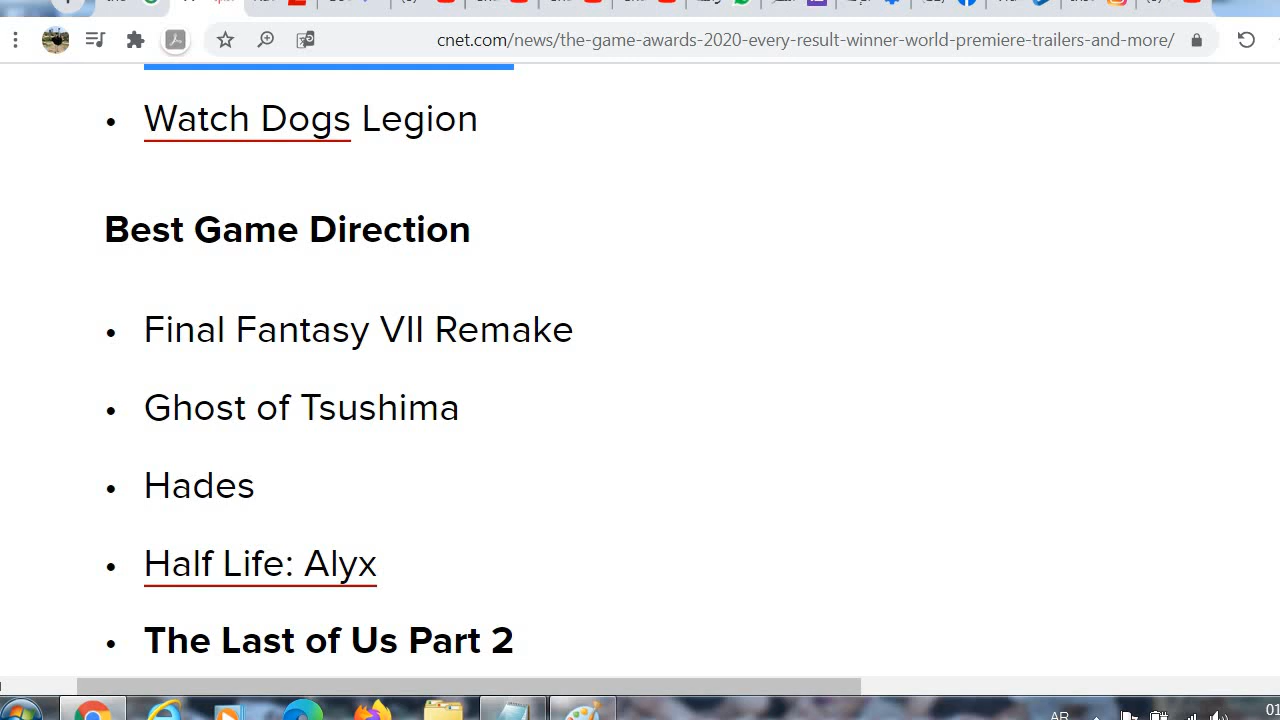 cnet.com/news/the-game-awards-2020-every-result-winner-world-premiere-trailers-and-more/
Watch Dogs Legion
Best Game Direction
Final Fantasy VII Remake
Ghost of Tsushima
Hades
Half Life: Alyx
The Last of Us Part 2
AR